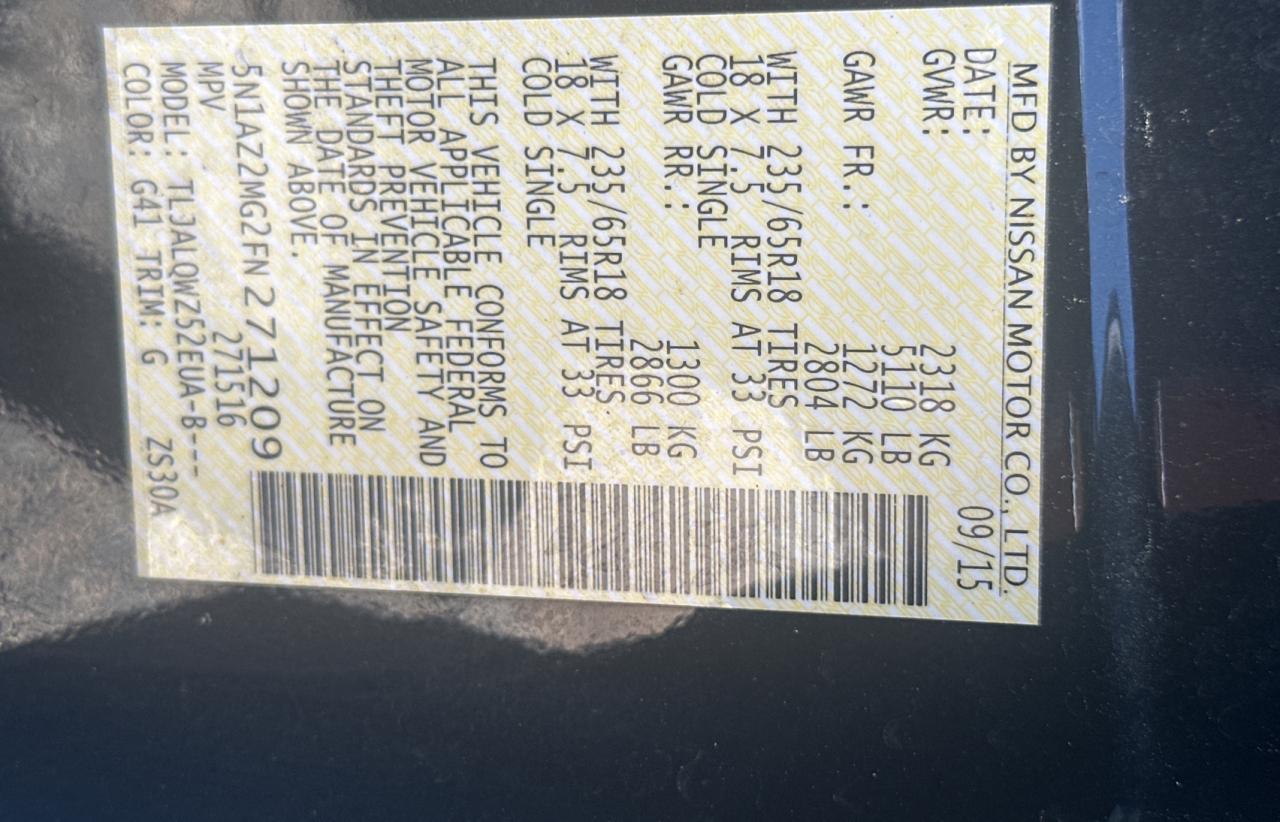 MFD BY NISSAN MOTOR CO., LTD.
DATE: 09/15
GVWR: 2318 KG
5110 LB
GAWR FR.: 1272 KG
2804 LB
WITH 235/65R18 TIRES
18 X 7.5 RIMS AT 33 PSI
COLD SINGLE
GAWR RR.: 1300 KG
2866 LB
WITH 235/65R18 TIRES
18 X 7.5 RIMS AT 33 PSI
COLD SINGLE
THIS VEHICLE CONFORMS TO
ALL APPLICABLE FEDERAL
MOTOR VEHICLE SAFETY AND
THEFT PREVENTION
STANDARDS IN EFFECT ON
THE DATE OF MANUFACTURE
SHOWN ABOVE.
5N1AZ2MG2FN271209
MPV 271516
MODEL: TL3ALQWZ52EUA-B---
COLOR: G41 TRIM: G ZS30A